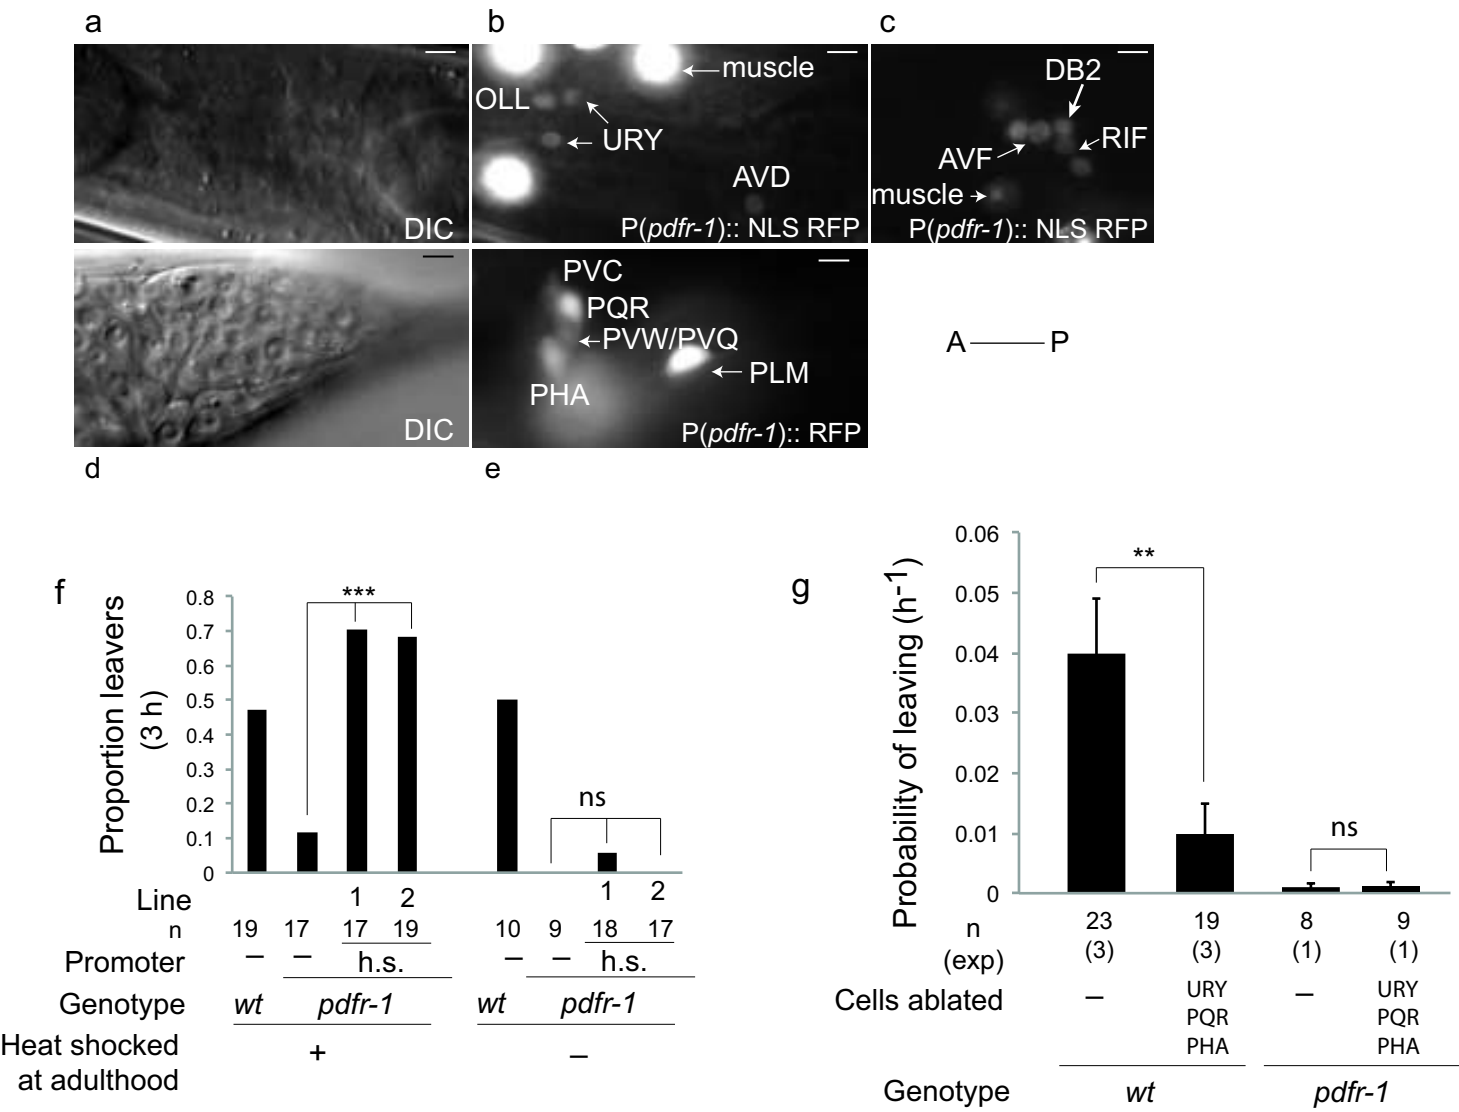 a
b
c
muscle
OLL
URY
AVD
DIC
P(pdfr-1):: NLS RFP
DB2
RIF
AVF
muscle
P(pdfr-1):: NLS RFP
PVC
PQR
PVW/PVQ
PLM
PHA
DIC
P(pdfr-1):: RFP
A P
d
e
f
Proportion leavers
(3 h)
0.8
0.7
0.6
0.5
0.4
0.3
0.2
0.1
0
***
ns
Line 1 2 1 2
n 19 17 17 19 10 9 18 17
Promoter – – h.s. – – h.s.
Genotype wt pdfr-1 wt pdfr-1
Heat shocked + –
at adulthood
g
Probability of leaving (h-1)
0.06
0.05
0.04
0.03
0.02
0.01
0
**
ns
n 23 19 8 9
(exp) (3) (3) (1) (1)
Cells ablated – URY – URY
PQR PQR
PHA PHA
Genotype wt pdfr-1